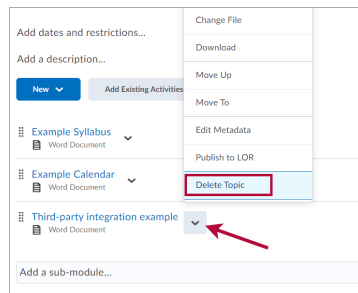 Add dates and restrictions...
Add a description...
New
Add Existing Activities
Example Syllabus
Word Document
Example Calendar
Word Document
Third-party integration example
Word Document
Add a sub-module...
Change File
Download
Move Up
Move To
Edit Metadata
Publish to LOR
Delete Topic